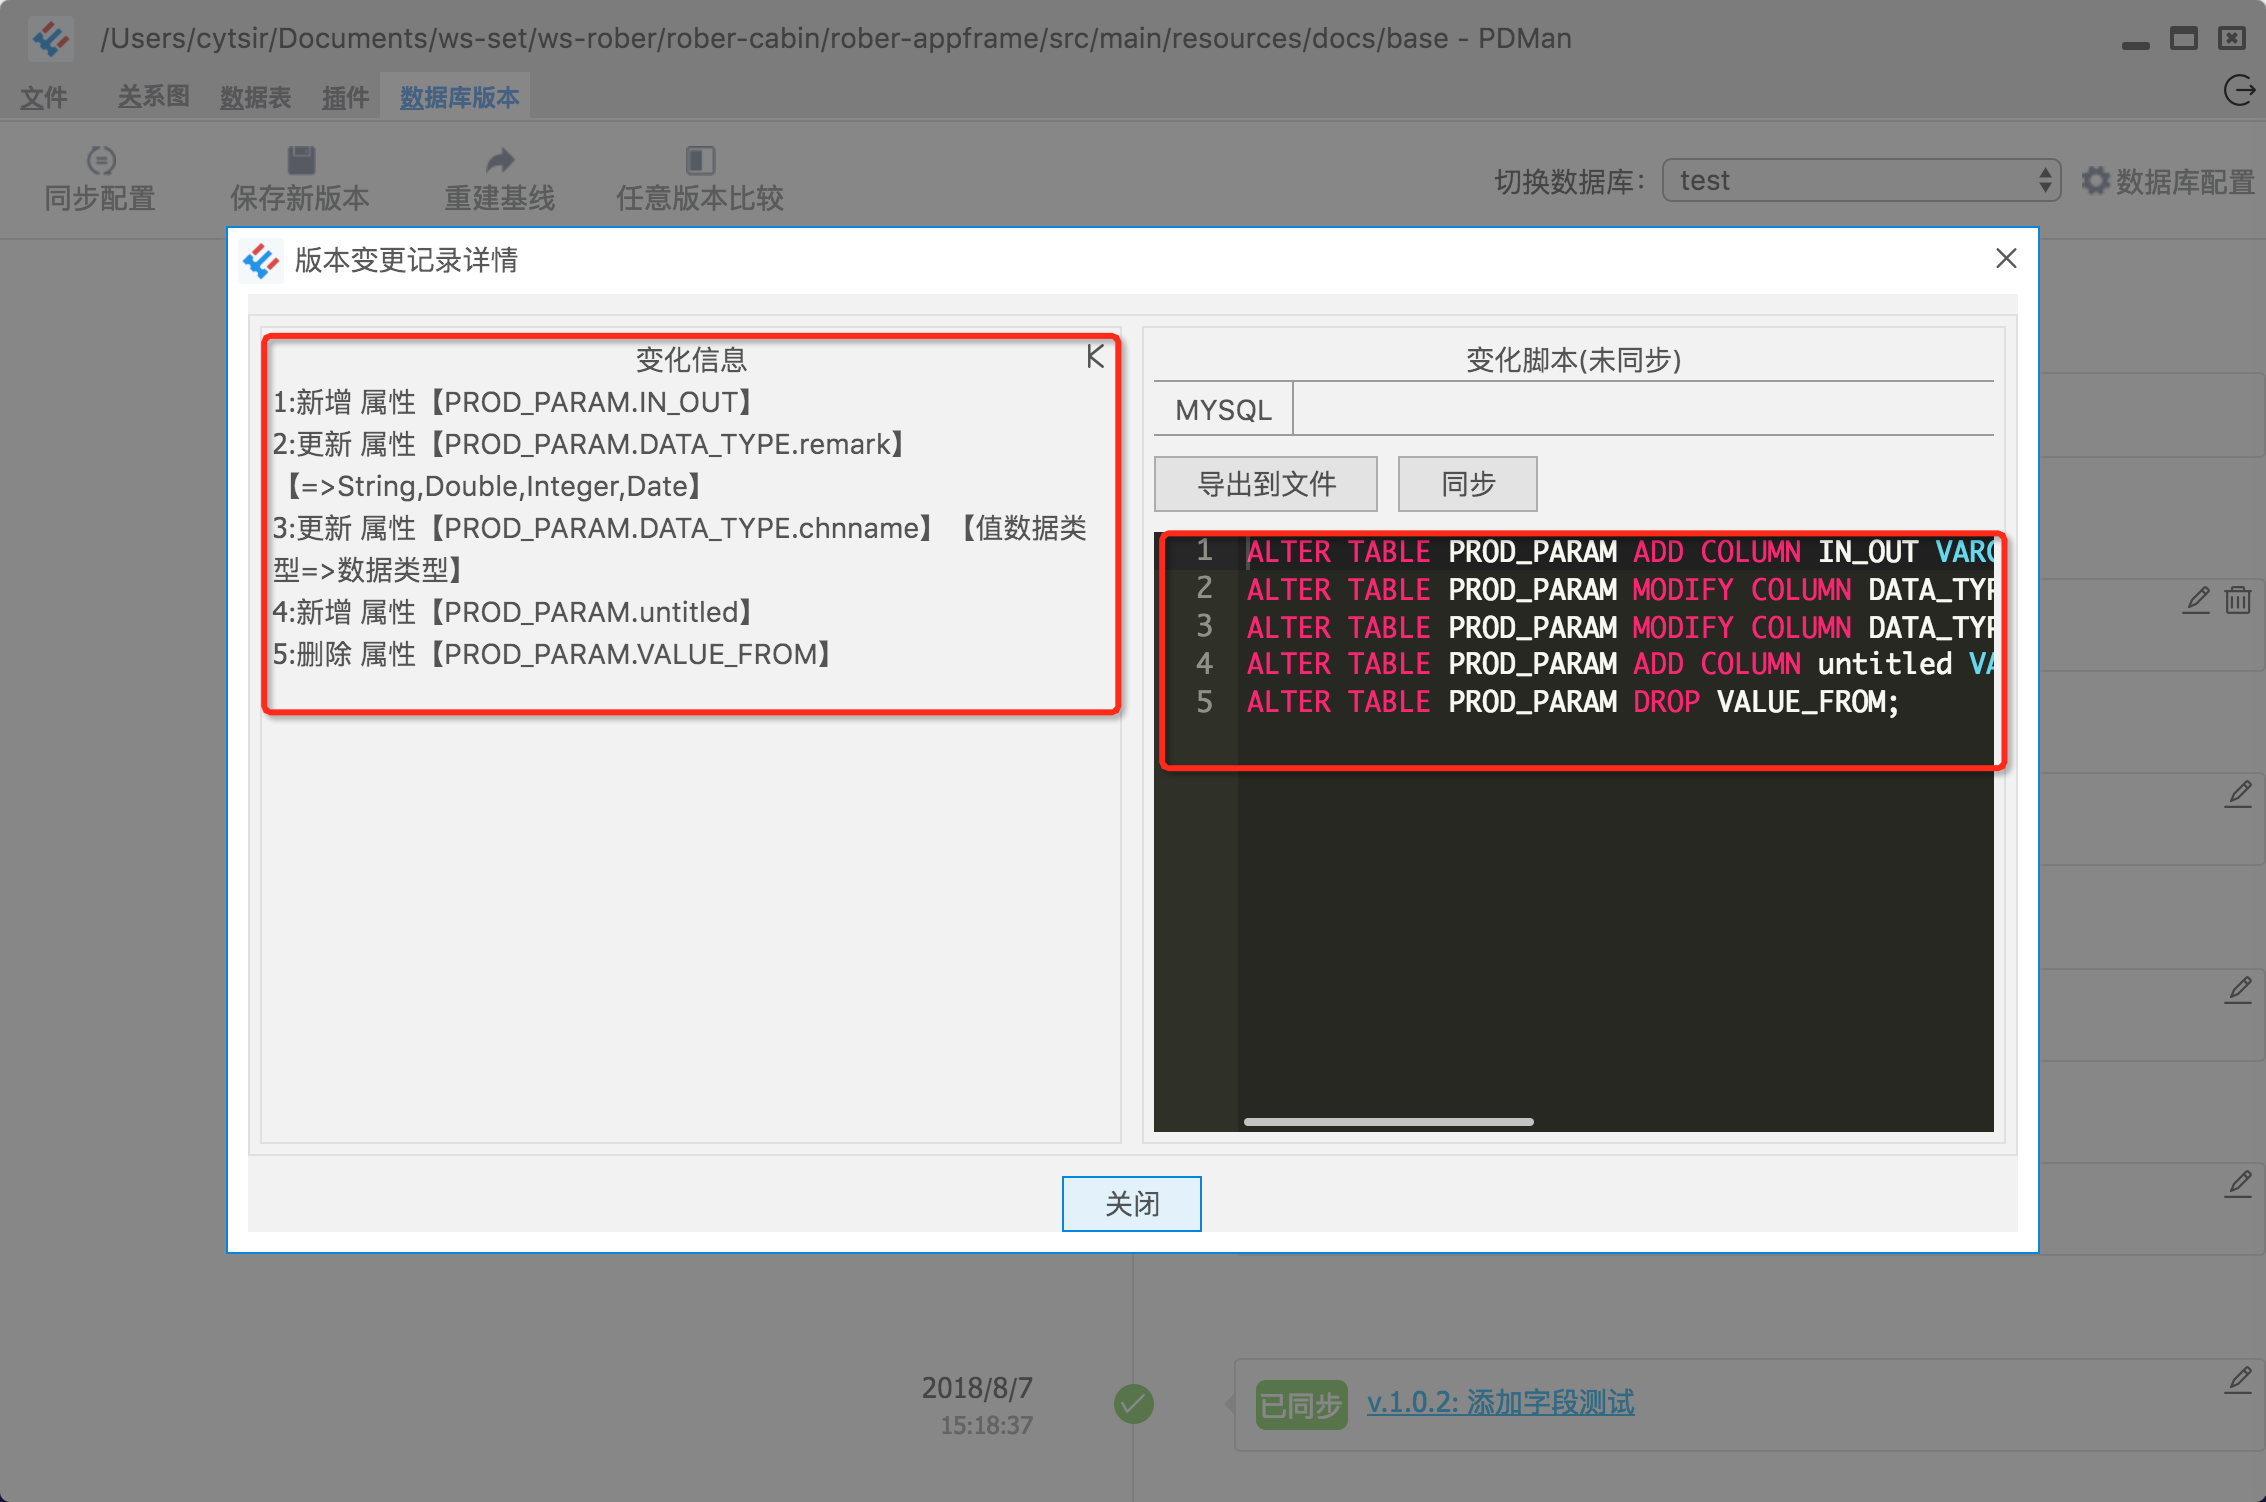 /Users/cytsir/Documents/ws-set/ws-rober/rober-cabin/rober-appframe/src/main/resources/docs/base - PDMan
文件 关系图 数据表 插件 数据库版本
同步配置 保存新版本 重建基线 任意版本比较 切换数据库: test 数据库配置
版本变更记录详情
变化信息
1:新增 属性【PROD_PARAM.IN_OUT】
2:更新 属性【PROD_PARAM.DATA_TYPE.remark】
【=>String,Double,Integer,Date】
3:更新 属性【PROD_PARAM.DATA_TYPE.chnname】【值数据类
型=>数据类型】
4:新增 属性【PROD_PARAM.untitled】
5:删除 属性【PROD_PARAM.VALUE_FROM】
变化脚本(未同步)
MYSQL
导出到文件 同步
1 ALTER TABLE PROD_PARAM ADD COLUMN IN_OUT VARC
2 ALTER TABLE PROD_PARAM MODIFY COLUMN DATA_TYP
3 ALTER TABLE PROD_PARAM MODIFY COLUMN DATA_TYP
4 ALTER TABLE PROD_PARAM ADD COLUMN untitled VA
5 ALTER TABLE PROD_PARAM DROP VALUE_FROM;
关闭
2018/8/7
15:18:37
已同步 v.1.0.2: 添加字段测试